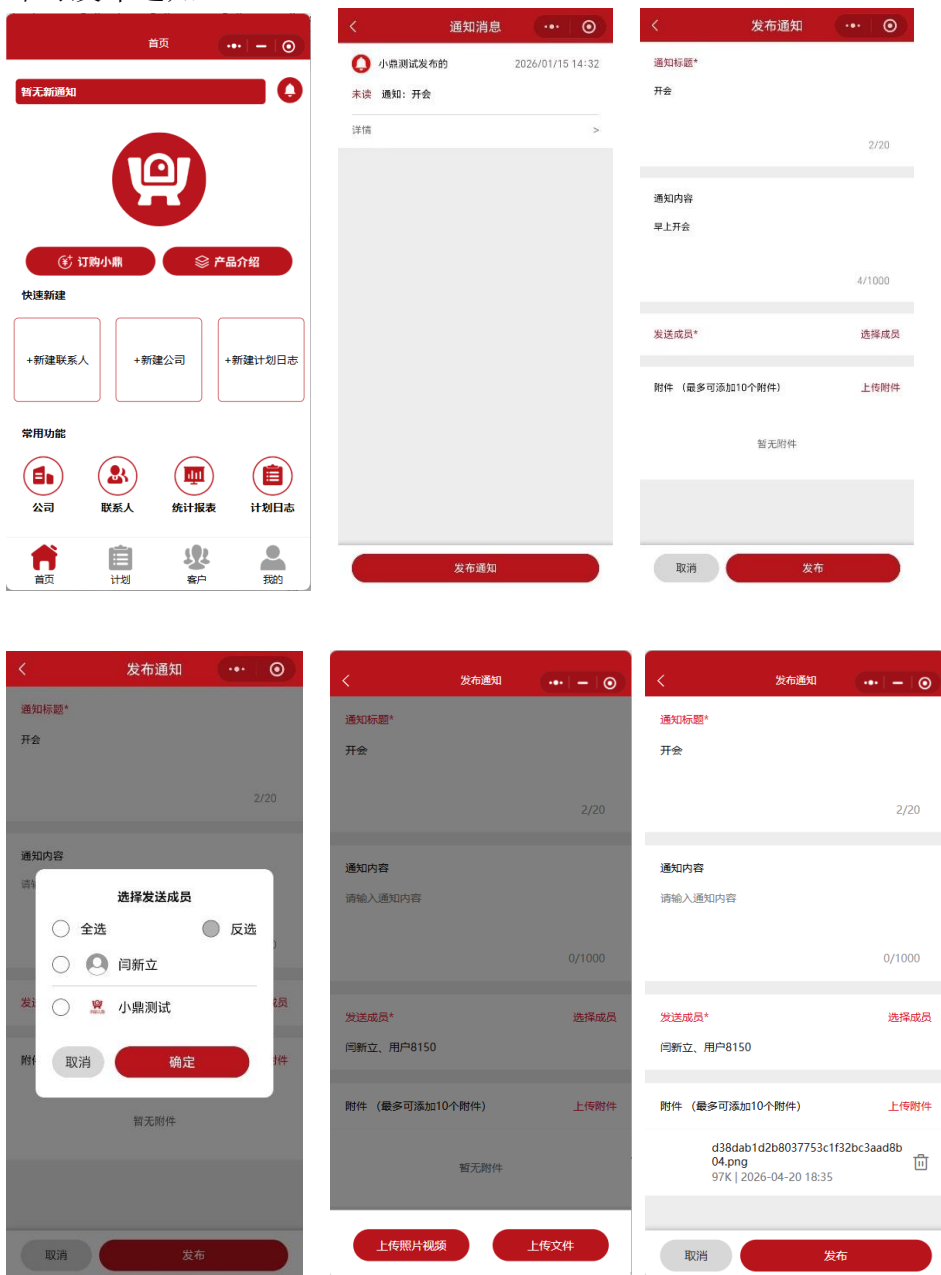 首页
暂无新通知
订购小鼎
产品介绍
快速新建
+新建联系人
+新建公司
+新建计划日志
常用功能
公司
联系人
统计报表
计划日志
首页
计划
客户
我的
通知消息
小鼎测试发布的
2026/01/15 14:32
未读 通知：开会
详情
>
发布通知
发布通知
通知标题*
开会
2/20
通知内容
早上开会
4/1000
发送成员*
选择成员
附件 （最多可添加10个附件）
上传附件
暂无附件
取消
发布
发布通知
通知标题*
开会
2/20
通知内容
选择发送成员
全选
反选
闫新立
小鼎测试
取消
确定
暂无附件
取消
发布
发布通知
通知标题*
开会
2/20
通知内容
请输入通知内容
0/1000
发送成员*
选择成员
闫新立、用户8150
附件 （最多可添加10个附件）
上传附件
暂无附件
上传照片视频
上传文件
发布通知
通知标题*
开会
2/20
通知内容
请输入通知内容
0/1000
发送成员*
选择成员
闫新立、用户8150
附件 （最多可添加10个附件）
上传附件
d38dab1d2b8037753c1f32bc3aad8b
04.png
97K | 2026-04-20 18:35
取消
发布